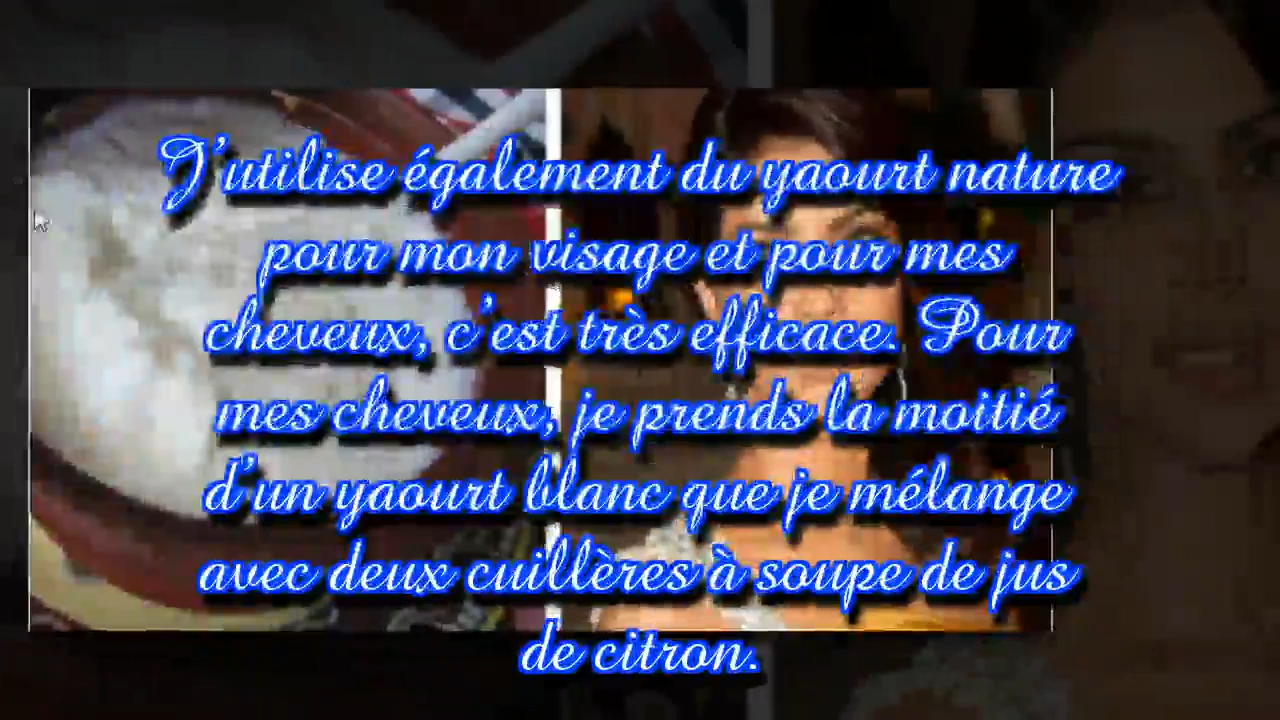 J'utilise également du yaourt nature
pour mon visage et pour mes
cheveux, c'est très efficace. Pour
mes cheveux, je prends la moitié
d'un yaourt blanc que je mélange
avec deux cuillères à soupe de jus
de citron.